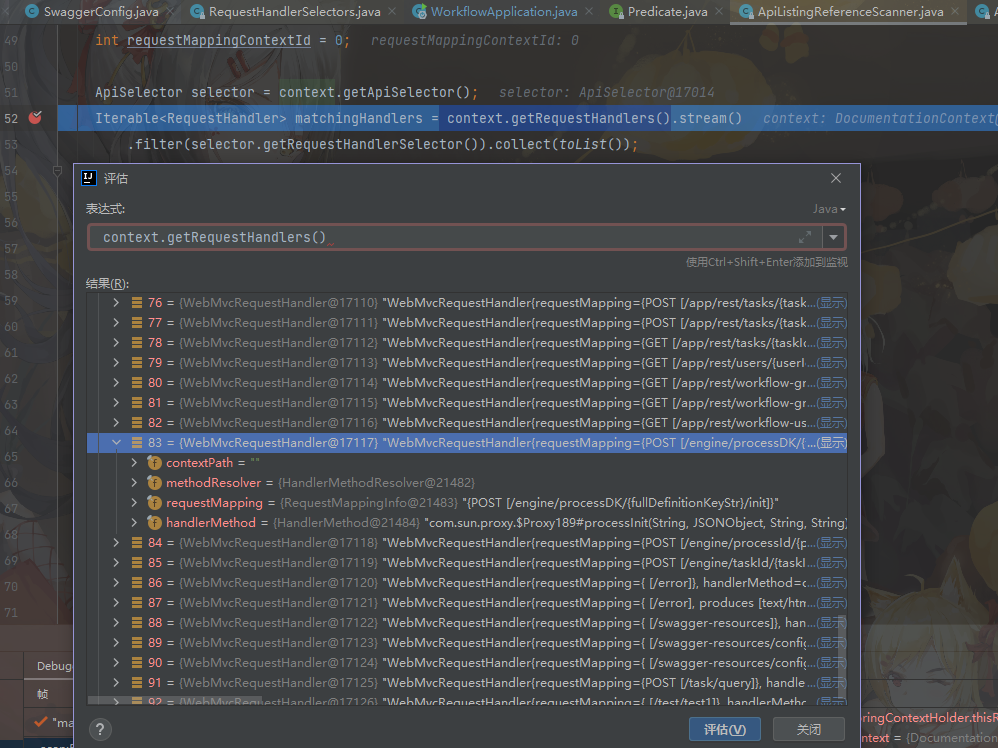 SwaggerConfig.java × RequestHandlerSelectors.java × WorkflowApplication.java × Predicate.java × ApiListingReferenceScanner.java ×
49 int requestMappingContextId = 0; requestMappingContextId: 0
50
51 ApiSelector selector = context.getApiSelector(); selector: ApiSelector@17014
52 Iterable<RequestHandler> matchingHandlers = context.getRequestHandlers().stream() context: DocumentationContext@
53 .filter(selector.getRequestHandlerSelector()).collect(toList());
54
55
56
57
58
59
60
61
62
63
64
65
66
67
68
69
70
71
评估
表达式:
Java
context.getRequestHandlers()
使用Ctrl+Shift+Enter添加到监视
结果(R):
76 = {WebMvcRequestHandler@17110} "WebMvcRequestHandler{requestMapping={POST [/app/rest/tasks/{task...(显示)
77 = {WebMvcRequestHandler@17111} "WebMvcRequestHandler{requestMapping={POST [/app/rest/tasks/{task...(显示)
78 = {WebMvcRequestHandler@17112} "WebMvcRequestHandler{requestMapping={GET [/app/rest/tasks/{taskId...(显示)
79 = {WebMvcRequestHandler@17113} "WebMvcRequestHandler{requestMapping={GET [/app/rest/users/{userI...(显示)
80 = {WebMvcRequestHandler@17114} "WebMvcRequestHandler{requestMapping={GET [/app/rest/workflow-gr...(显示)
81 = {WebMvcRequestHandler@17115} "WebMvcRequestHandler{requestMapping={GET [/app/rest/workflow-gr...(显示)
82 = {WebMvcRequestHandler@17116} "WebMvcRequestHandler{requestMapping={GET [/app/rest/workflow-us...(显示)
83 = {WebMvcRequestHandler@17117} "WebMvcRequestHandler{requestMapping={POST [/engine/processDK/{ ...(显示)
contextPath = ""
methodResolver = {HandlerMethodResolver@21482}
requestMapping = {RequestMappingInfo@21483} "{POST [/engine/processDK/{fullDefinitionKeyStr}/init]}"
handlerMethod = {HandlerMethod@21484} "com.sun.proxy.$Proxy189#processInit(String, JSONObject, String, String)
84 = {WebMvcRequestHandler@17118} "WebMvcRequestHandler{requestMapping={POST [/engine/processId/{p...(显示)
85 = {WebMvcRequestHandler@17119} "WebMvcRequestHandler{requestMapping={POST [/engine/taskId/{taskI...(显示)
86 = {WebMvcRequestHandler@17120} "WebMvcRequestHandler{requestMapping={ [/error]}, handlerMethod=c...(显示)
87 = {WebMvcRequestHandler@17121} "WebMvcRequestHandler{requestMapping={ [/error], produces [text/htm...(显示)
88 = {WebMvcRequestHandler@17122} "WebMvcRequestHandler{requestMapping={ [/swagger-resources]}, han...(显示)
89 = {WebMvcRequestHandler@17123} "WebMvcRequestHandler{requestMapping={ [/swagger-resources/config...(显示)
90 = {WebMvcRequestHandler@17124} "WebMvcRequestHandler{requestMapping={ [/swagger-resources/config...(显示)
91 = {WebMvcRequestHandler@17125} "WebMvcRequestHandler{requestMapping={POST [/task/query]}, handle...(显示)
92 = {WebMvcRequestHandler@17126} "WebMvcRequestHandler{requestMapping={ [/test/test1]}, handlerMetho...(显示)
Debug
帧
"ma
ringContextHolder.thisR
ntext = {Documentation
? 评估(V) 关闭